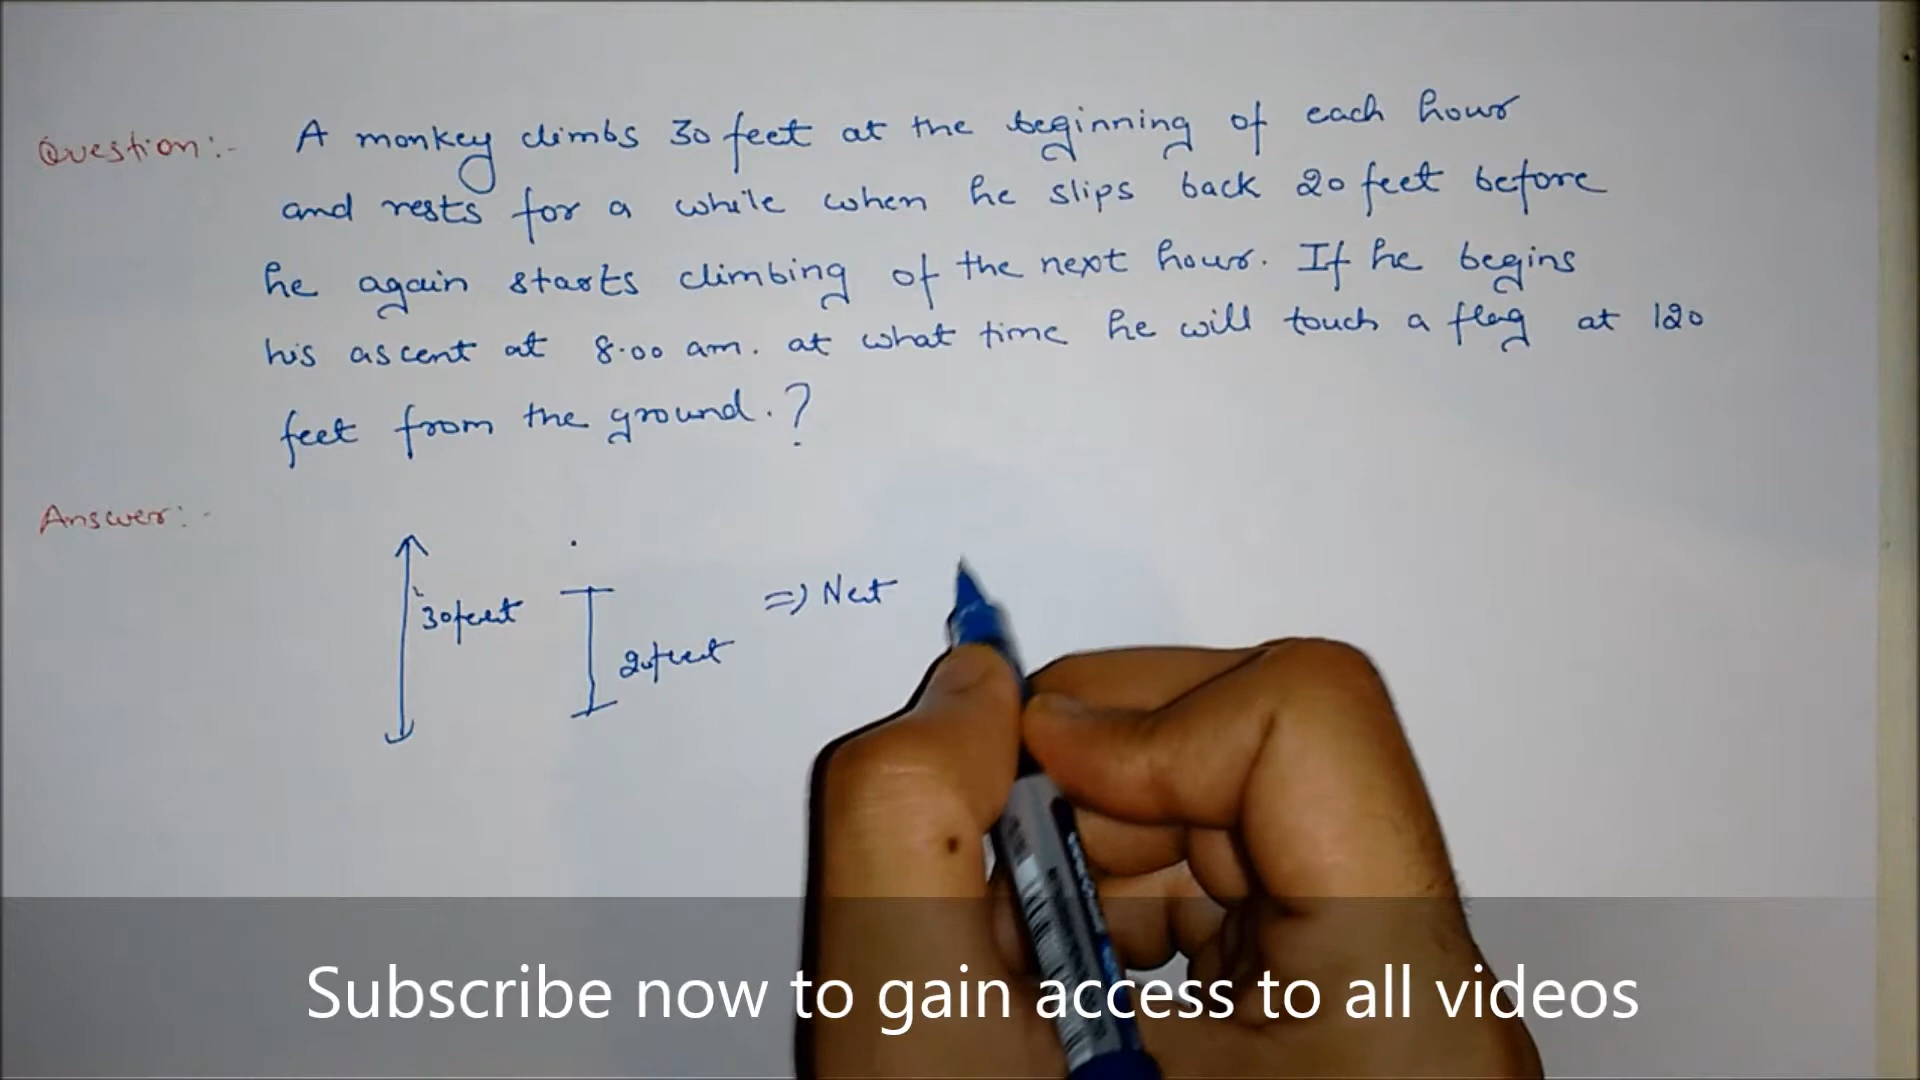 Question:- A monkey climbs 30 feet at the beginning of each hour
and rests for a while when he slips back 20 feet before
he again starts climbing of the next hour. If he begins
his ascent at 8.00 am. at what time he will touch a flag at 120
feet from the ground.?
Answer:-
30feet
20feet
=) Net
Subscribe now to gain access to all videos